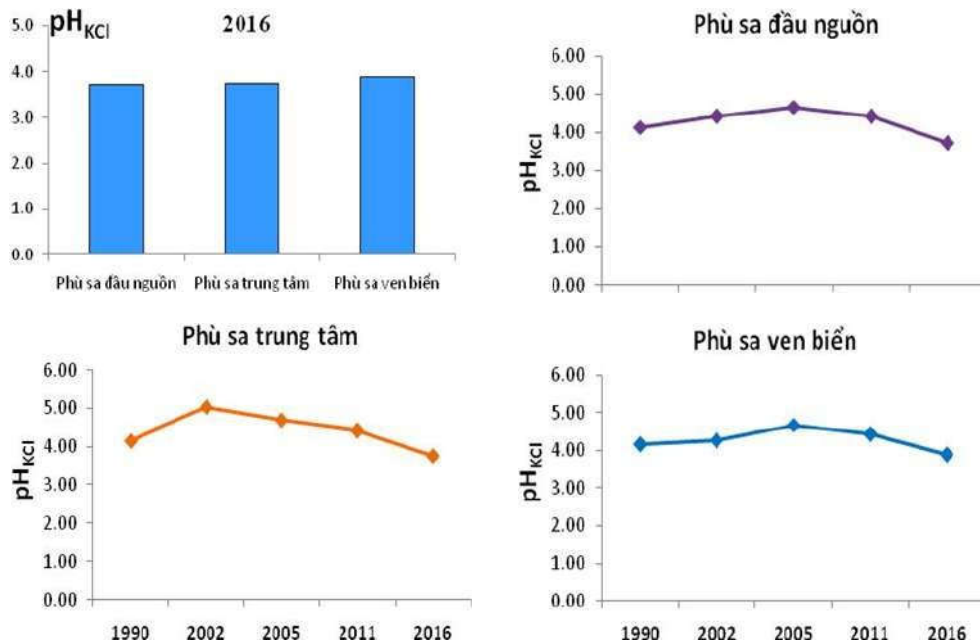 pH_KCl 2016
5.0
4.0
3.0
2.0
1.0
0.0
Phù sa đầu nguồn Phù sa trung tâm Phù sa ven biển
Phù sa đầu nguồn
pH_KCl
6.00
5.00
4.00
3.00
2.00
1.00
0.00
Phù sa trung tâm
pH_KCl
6.00
5.00
4.00
3.00
2.00
1.00
0.00
1990 2002 2005 2011 2016
Phù sa ven biển
pH_KCl
6.00
5.00
4.00
3.00
2.00
1.00
0.00
1990 2002 2005 2011 2016